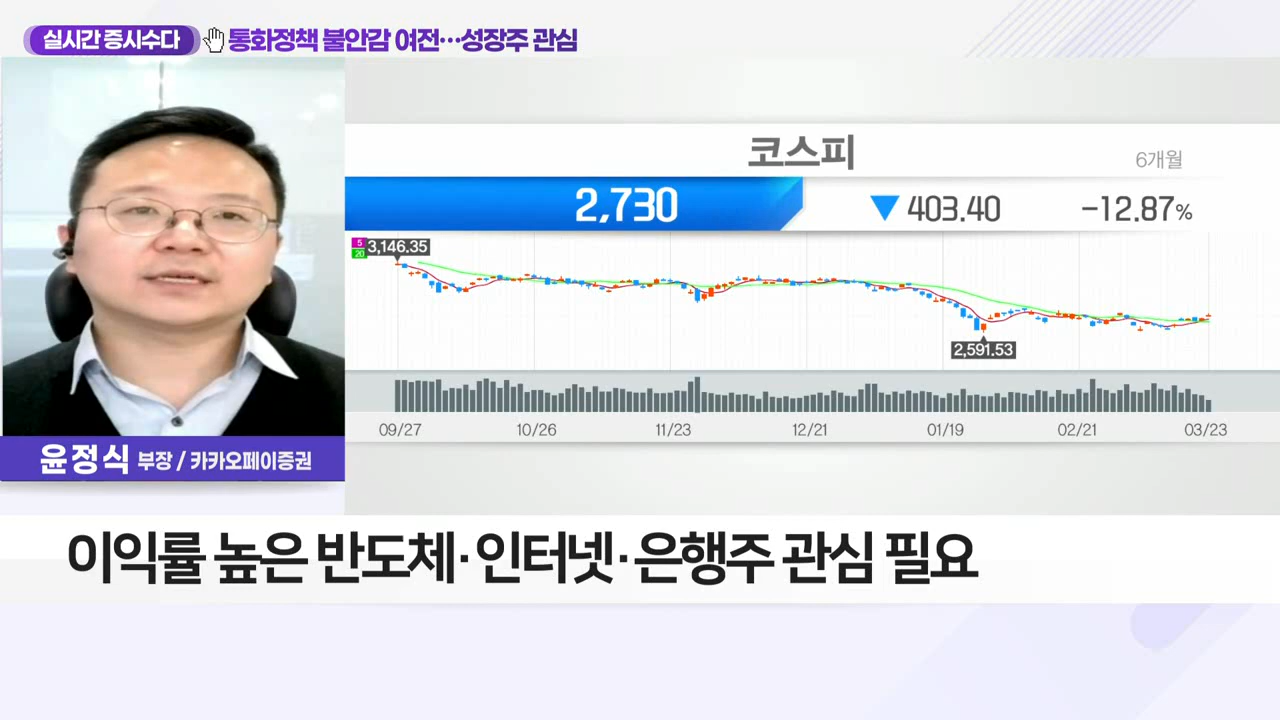 실시간 증시수다 통화정책 불안감 여전…성장주 관심
코스피
6개월
2,730 ▼ 403.40 -12.87%
5
20
3,146.35
2,591.53
09/27 10/26 11/23 12/21 01/19 02/21 03/23
윤정식 부장 / 카카오페이증권
이익률 높은 반도체·인터넷·은행주 관심 필요